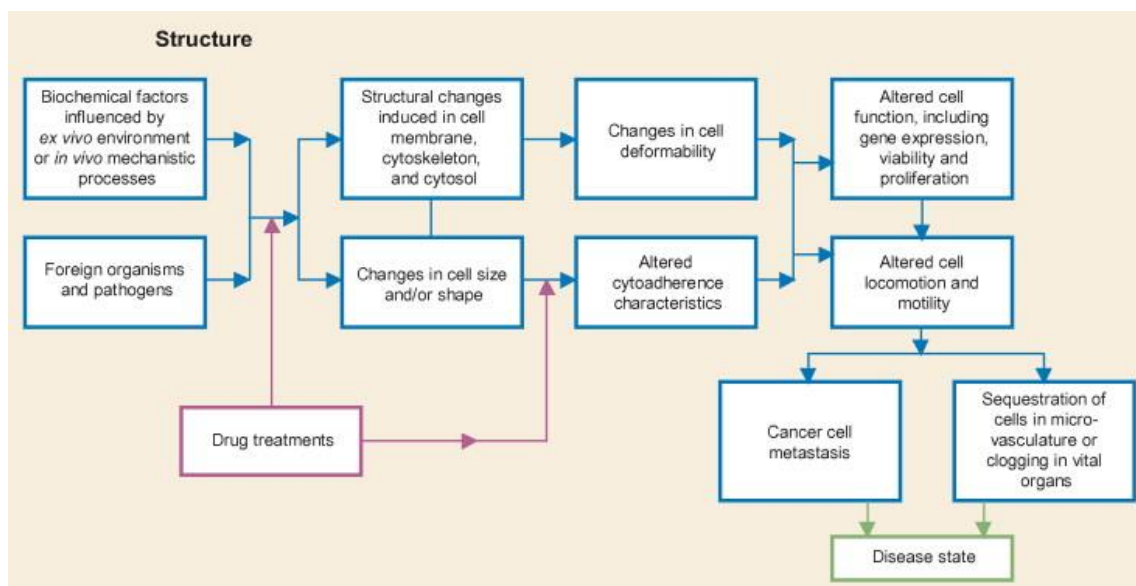 Structure
Biochemical factors
influenced by
ex vivo environment
or in vivo mechanistic
processes
Structural changes
induced in cell
membrane,
cytoskeleton,
and cytosol
Changes in cell
deformability
Altered cell
function, including
gene expression,
viability and
proliferation
Foreign organisms
and pathogens
Changes in cell size
and/or shape
Altered
cytoadherence
characteristics
Altered cell
locomotion and
motility
Drug treatments
Cancer cell
metastasis
Sequestration of
cells in micro-
vasculature or
clogging in vital
organs
Disease state